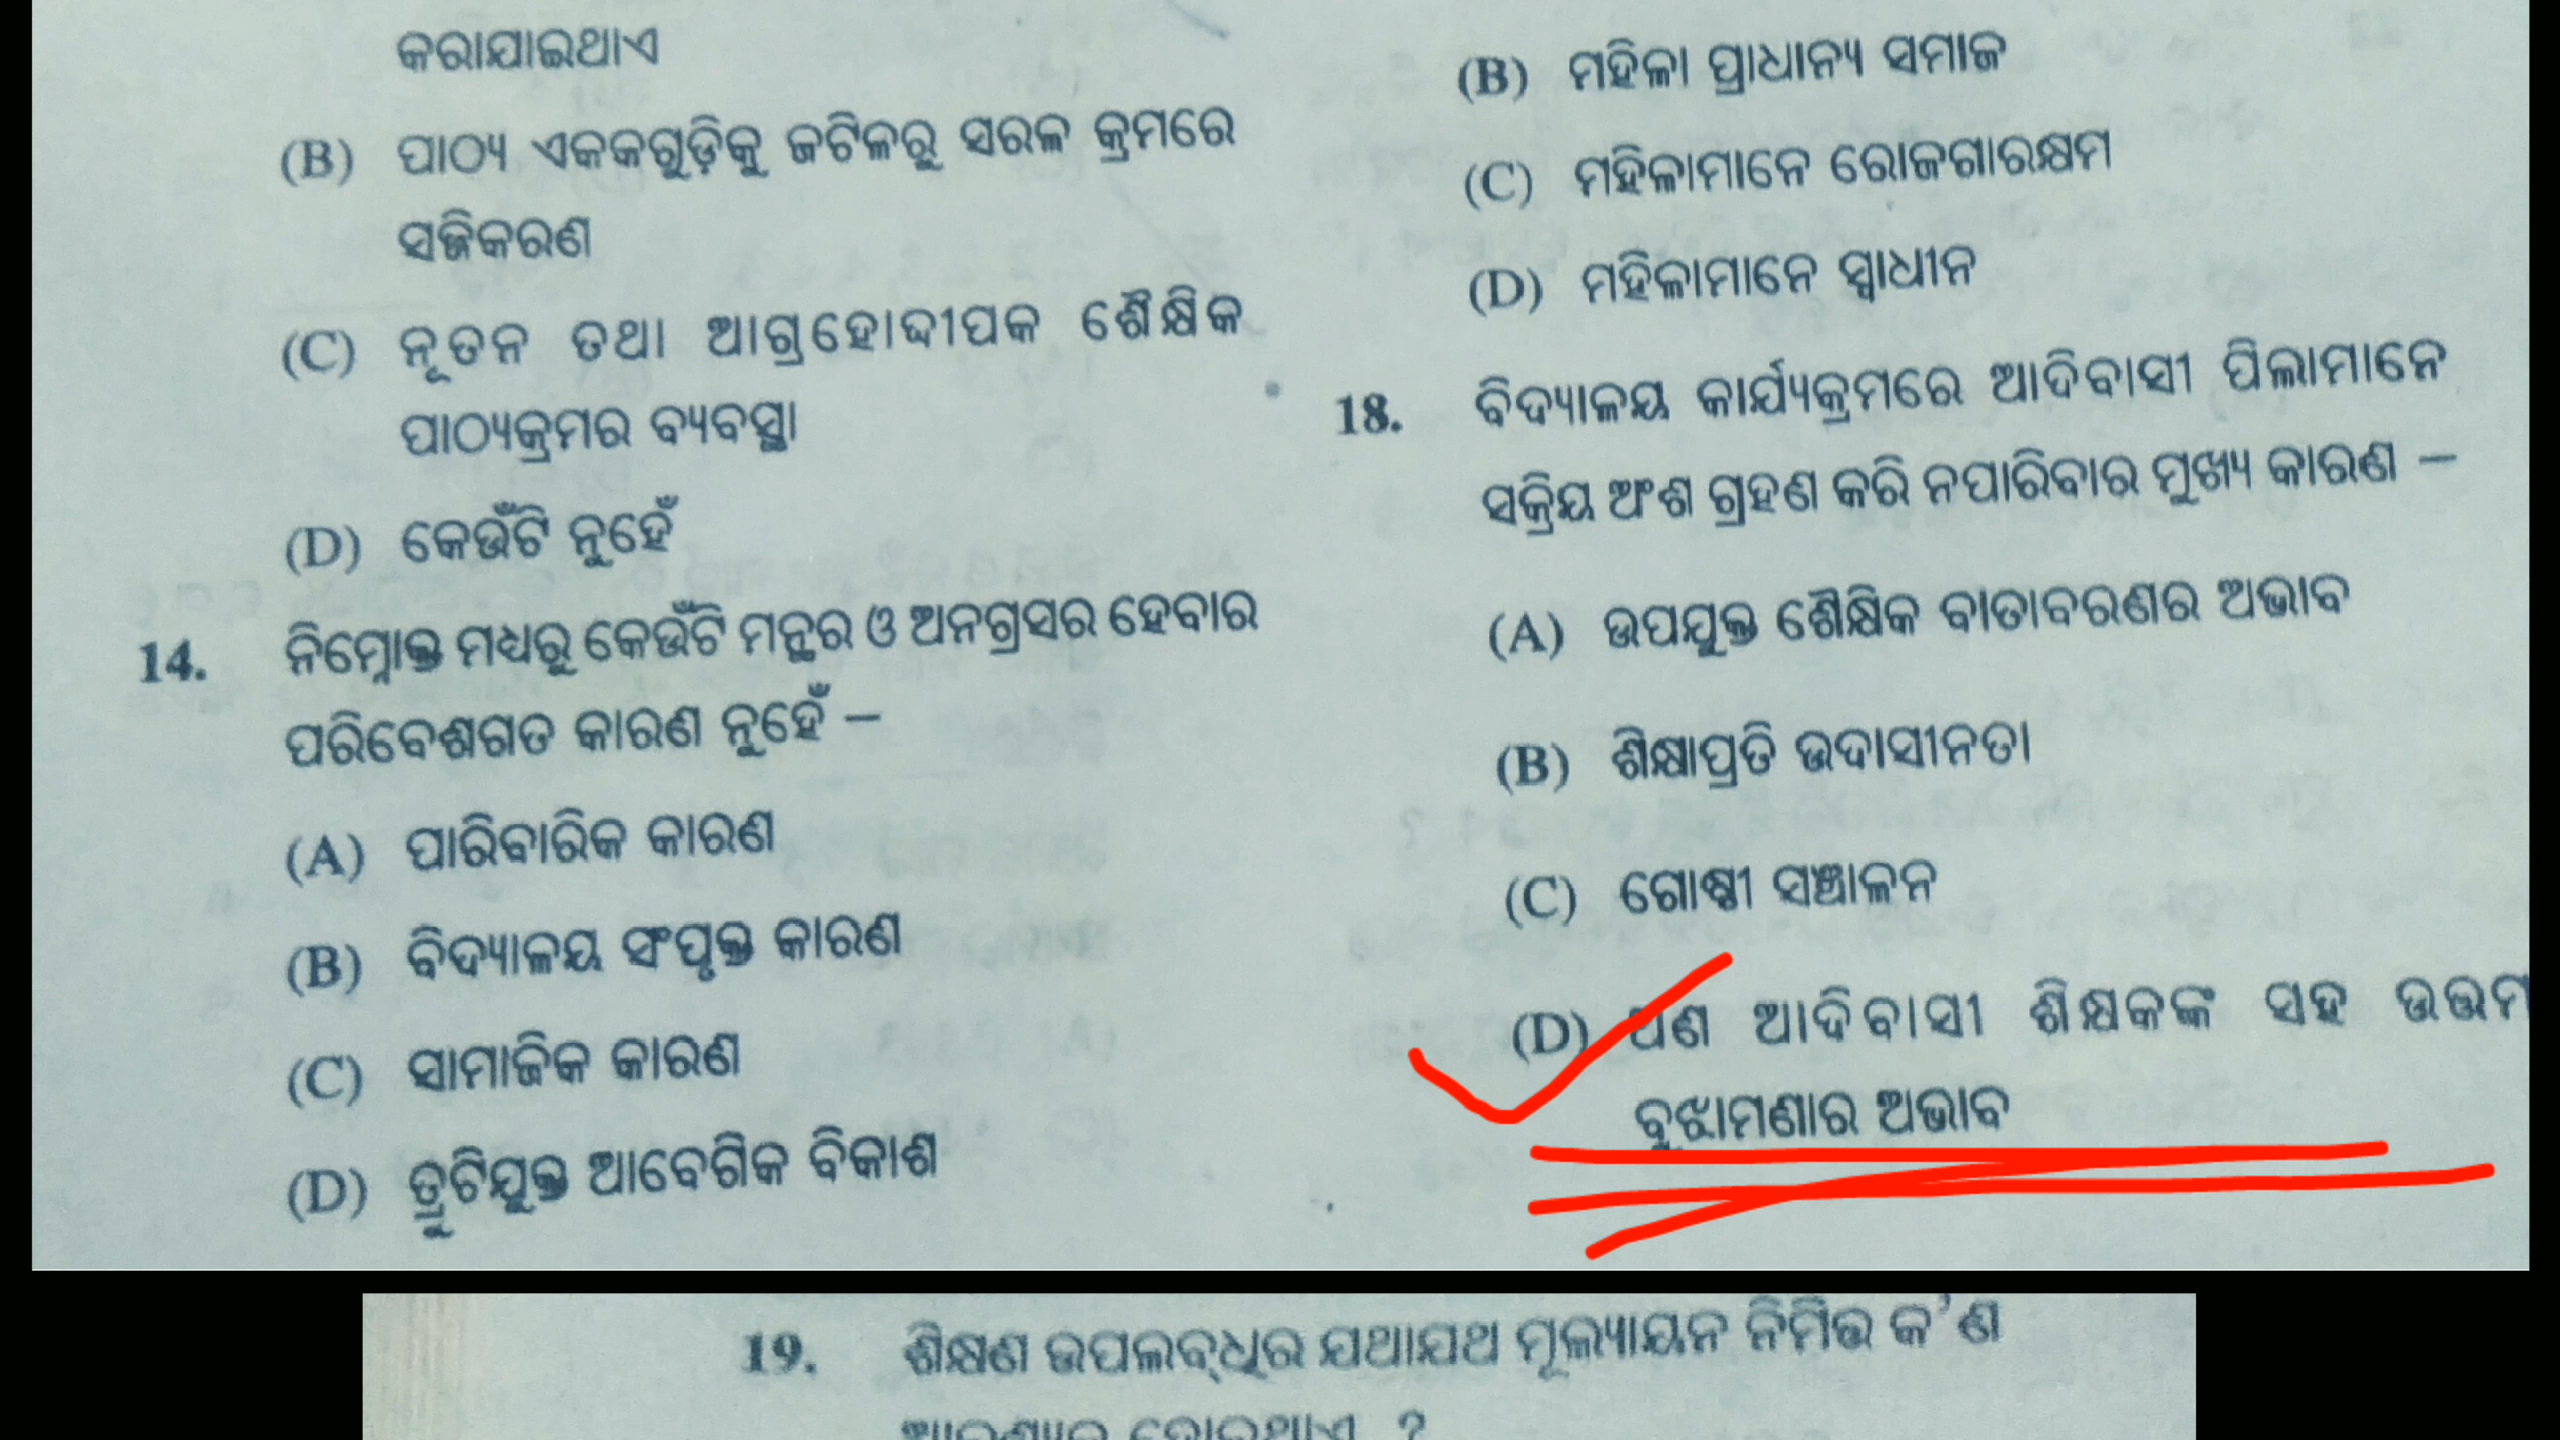 କରାଯାଇଥାଏ
(B) ପାଠ୍ୟ ଏକକଗୁଡ଼ିକୁ ଜଟିଳରୁ ସରଳ କ୍ରମରେ
ସଜ୍ଜିକରଣ
(C) ନୂତନ ତଥା ଆଗ୍ରହୋଦ୍ଦୀପକ ଶୈକ୍ଷିକ
ପାଠ୍ୟକ୍ରମର ବ୍ୟବସ୍ଥା
(D) କେଉଁଟି ନୁହେଁ
14. ନିମ୍ନୋକ୍ତ ମଧ୍ୟରୁ କେଉଁଟି ମନ୍ଥର ଓ ଅନଗ୍ରସର ହେବାର
ପରିବେଶଗତ କାରଣ ନୁହେଁ –
(A) ପାରିବାରିକ କାରଣ
(B) ବିଦ୍ୟାଳୟ ସଂପୃକ୍ତ କାରଣ
(C) ସାମାଜିକ କାରଣ
(D) ତ୍ରୁଟିଯୁକ୍ତ ଆବେଗିକ ବିକାଶ
(B) ମହିଳା ପ୍ରାଧାନ୍ୟ ସମାଜ
(C) ମହିଳାମାନେ ରୋଜଗାରକ୍ଷମ
(D) ମହିଳାମାନେ ସ୍ୱାଧୀନ
18. ବିଦ୍ୟାଳୟ କାର୍ଯ୍ୟକ୍ରମରେ ଆଦିବାସୀ ପିଲାମାନେ
ସକ୍ରିୟ ଅଂଶ ଗ୍ରହଣ କରି ନପାରିବାର ମୁଖ୍ୟ କାରଣ –
(A) ଉପଯୁକ୍ତ ଶୈକ୍ଷିକ ବାତାବରଣର ଅଭାବ
(B) ଶିକ୍ଷାପ୍ରତି ଉଦାସୀନତା
(C) ଗୋଷ୍ଠୀ ସଞ୍ଚାଳନ
(D) ଅଣ ଆଦିବାସୀ ଶିକ୍ଷକଙ୍କ ସହ ଉତ୍ତମ
ବୁଝାମଣାର ଅଭାବ
19. ଶିକ୍ଷଣ ଉପଲବ୍ଧିର ଯଥାଯଥ ମୂଲ୍ୟାୟନ ନିମିତ୍ତ କ'ଣ
ଆବଶ୍ୟକ ହୋଇଥାଏ ?